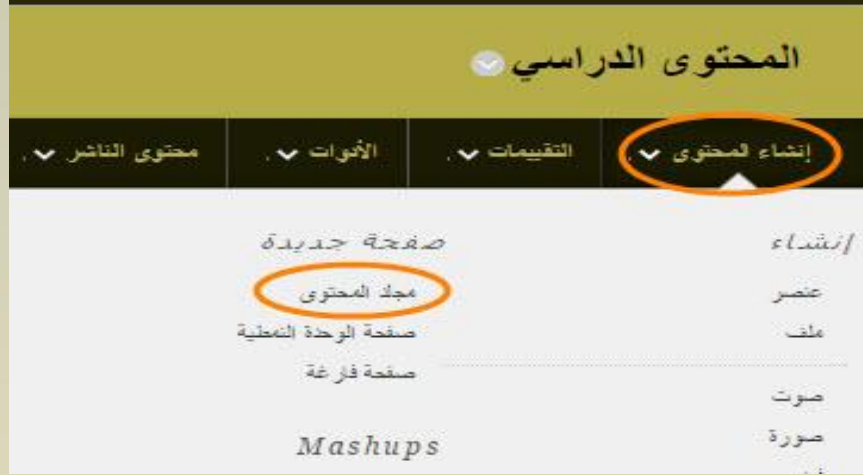 المحتوى الدراسي
إنشاء المحتوى
التقييمات
الأدوات
محتوى الناشر
إنشاء
عنصر
ملف
صوت
صورة
صفحة جديدة
مجلد المحتوى
صفحة الوحدة النمطية
صفحة فارغة
Mashups